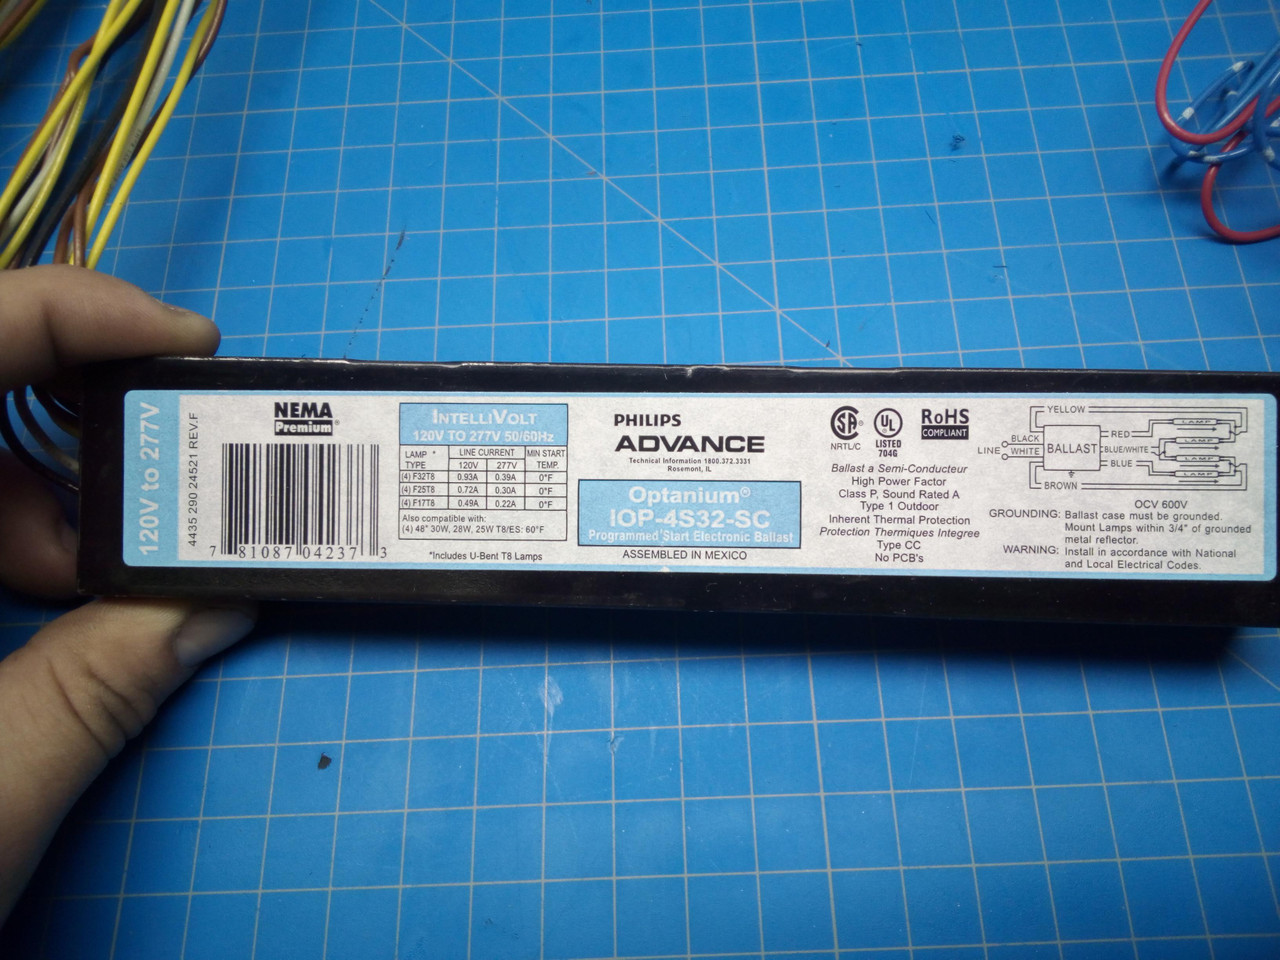 120V to 277V
4435 290 24521 REV.F
NEMA
Premium®
7 81087 04237 3
INTELLIVOLT
120V TO 277V 50/60Hz
LAMP * TYPE LINE CURRENT MIN START TEMP.
120V 277V
(4) F32T8 0.93A 0.39A 0°F
(4) F25T8 0.72A 0.30A 0°F
(4) F17T8 0.49A 0.22A 0°F
Also compatible with:
(4) 48" 30W, 28W, 25W T8/ES: 60°F
*Includes U-Bent T8 Lamps
PHILIPS
ADVANCE
Technical Information 1800.372.3331
Rosemont, IL
Optanium®
IOP-4S32-SC
Programmed Start Electronic Ballast
ASSEMBLED IN MEXICO
SA
NRTL/C
UL
LISTED
704G
RoHS
COMPLIANT
Ballast a Semi-Conducteur
High Power Factor
Class P, Sound Rated A
Type 1 Outdoor
Inherent Thermal Protection
Protection Thermiques Integree
Type CC
No PCB's
YELLOW
LINE
BLACK
WHITE
BALLAST
RED
BLUE/WHITE
BLUE
BROWN
LAMP
LAMP
LAMP
LAMP
OCV 600V
GROUNDING: Ballast case must be grounded.
Mount Lamps within 3/4" of grounded
metal reflector.
WARNING: Install in accordance with National
and Local Electrical Codes.